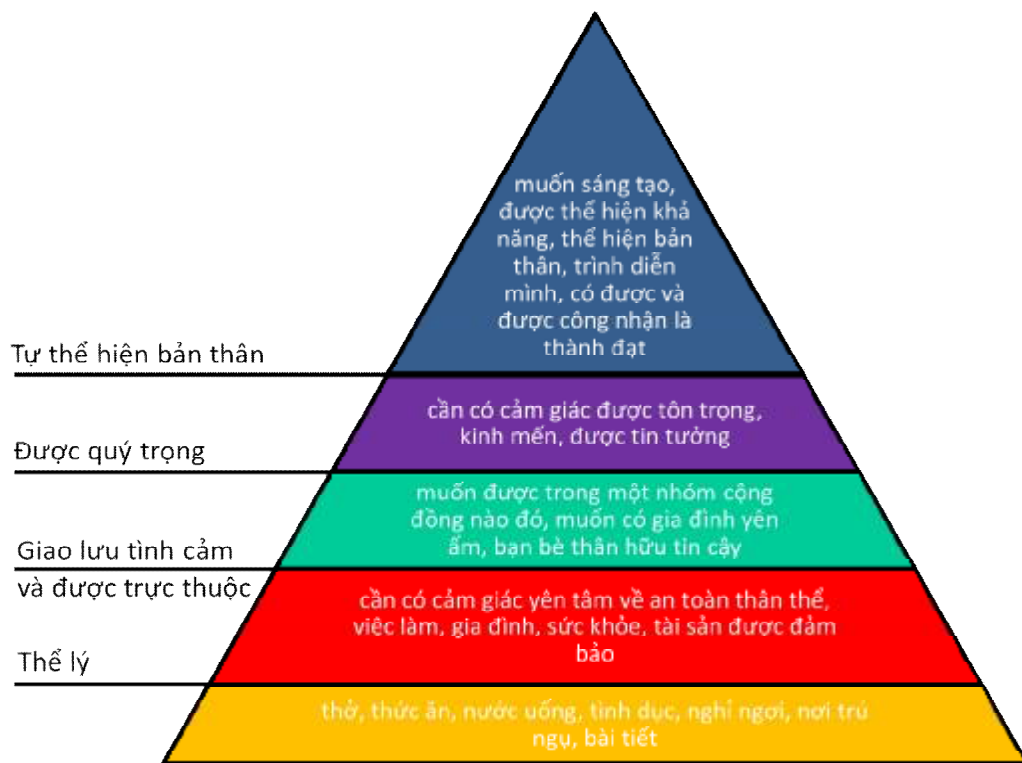 muốn sáng tạo,
được thể hiện khả
năng, thể hiện bản
thân, trình diễn
mình, có được và
được công nhận là
thành đạt
Tự thể hiện bản thân
cần có cảm giác được tôn trọng,
kinh mến, được tin tưởng
Được quý trọng
muốn được trong một nhóm cộng
đồng nào đó, muốn có gia đình yên
ấm, bạn bè thân hữu tin cậy
Giao lưu tình cảm
và được trực thuộc
cần có cảm giác yên tâm về an toàn thân thể,
việc làm, gia đình, sức khỏe, tài sản được đảm
bảo
Thể lý
thở, thức ăn, nước uống, tình dục, nghỉ ngơi, nơi trú
ngụ, bài tiết